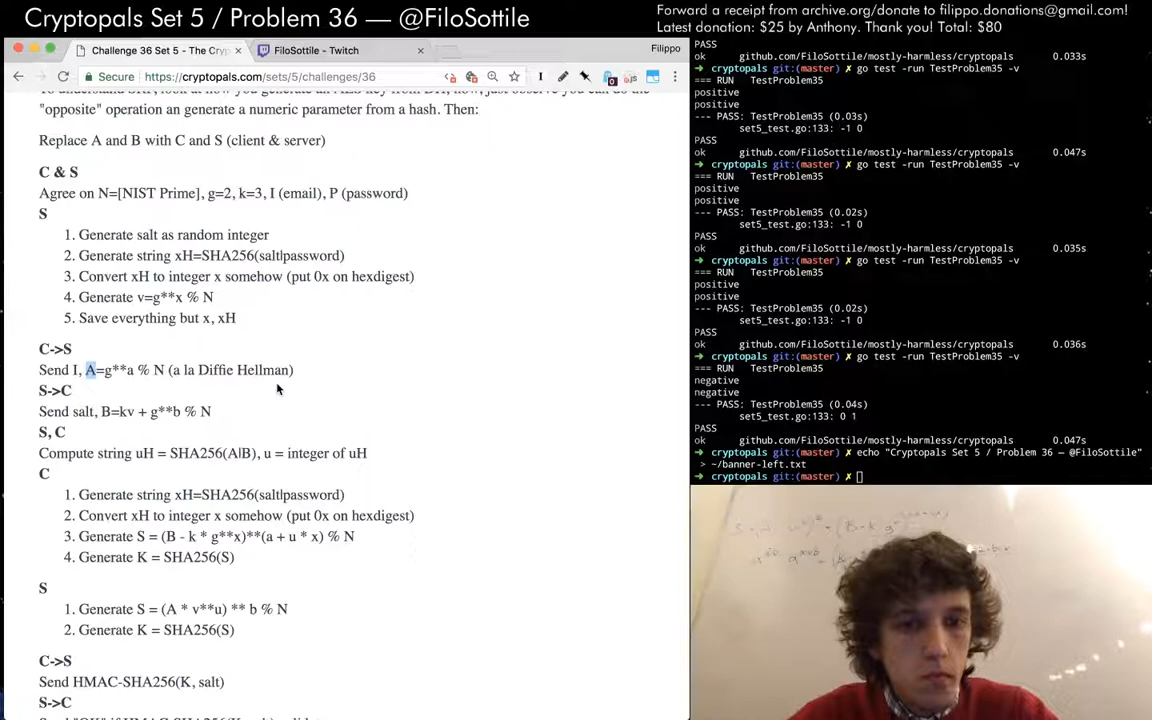 Cryptopals Set 5 / Problem 36 — @FiloSottile
Forward a receipt from archive.org/donate to filippo.donations@gmail.com!
Latest donation: $25 by Anthony. Thank you! Total: $80
Challenge 36 Set 5 - The Cry
FiloSottile - Twitch
Filippo
Secure
https://cryptopals.com/sets/5/challenges/36
"opposite" operation an generate a numeric parameter from a hash. Then:
Replace A and B with C and S (client & server)
C & S
Agree on N=[NIST Prime], g=2, k=3, I (email), P (password)
S
1. Generate salt as random integer
2. Generate string xH=SHA256(salt|password)
3. Convert xH to integer x somehow (put 0x on hexdigest)
4. Generate v=g**x % N
5. Save everything but x, xH
C->S
Send I, A=g**a % N (a la Diffie Hellman)
S->C
Send salt, B=kv + g**b % N
S, C
Compute string uH = SHA256(A|B), u = integer of uH
C
1. Generate string xH=SHA256(salt|password)
2. Convert xH to integer x somehow (put 0x on hexdigest)
3. Generate S = (B - k * g**x)**(a + u * x) % N
4. Generate K = SHA256(S)
S
1. Generate S = (A * v**u) ** b % N
2. Generate K = SHA256(S)
C->S
Send HMAC-SHA256(K, salt)
S->C
PASS
ok github.com/FiloSottile/mostly-harmless/cryptopals 0.033s
➜ cryptopals git:(master) ✗ go test -run TestProblem35 -v
=== RUN TestProblem35
positive
positive
--- PASS: TestProblem35 (0.03s)
set5_test.go:133: -1 0
PASS
ok github.com/FiloSottile/mostly-harmless/cryptopals 0.047s
➜ cryptopals git:(master) ✗ go test -run TestProblem35 -v
=== RUN TestProblem35
positive
positive
--- PASS: TestProblem35 (0.02s)
set5_test.go:133: -1 0
PASS
ok github.com/FiloSottile/mostly-harmless/cryptopals 0.035s
➜ cryptopals git:(master) ✗ go test -run TestProblem35 -v
=== RUN TestProblem35
positive
positive
--- PASS: TestProblem35 (0.02s)
set5_test.go:133: -1 0
PASS
ok github.com/FiloSottile/mostly-harmless/cryptopals 0.036s
➜ cryptopals git:(master) ✗ go test -run TestProblem35 -v
=== RUN TestProblem35
negative
negative
--- PASS: TestProblem35 (0.04s)
set5_test.go:133: 0 1
PASS
ok github.com/FiloSottile/mostly-harmless/cryptopals 0.047s
➜ cryptopals git:(master) ✗ echo "Cryptopals Set 5 / Problem 36 — @FiloSottile"
> ~/banner-left.txt
➜ cryptopals git:(master) ✗